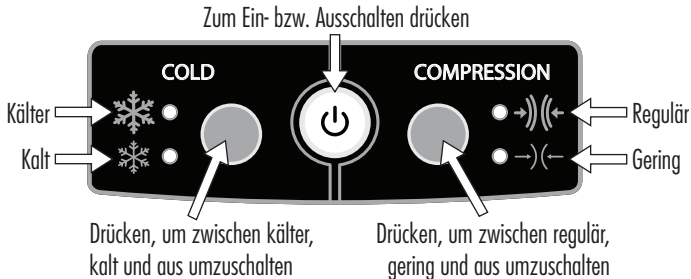 Zum Ein- bzw. Ausschalten drücken
COLD
COMPRESSION
Kälter
Regulär
Kalt
Gering
Drücken, um zwischen kälter,
kalt und aus umzuschalten
Drücken, um zwischen regulär,
gering und aus umzuschalten